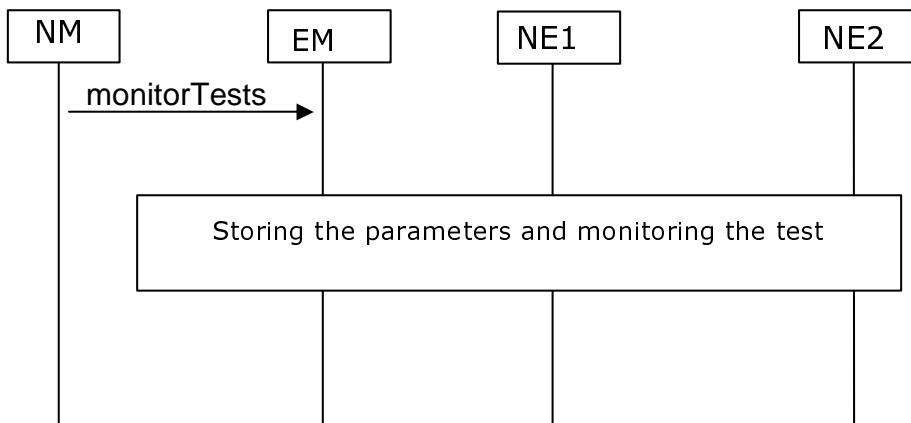 NM
EM
NE1
NE2
monitorTests
Storing the parameters and monitoring the test